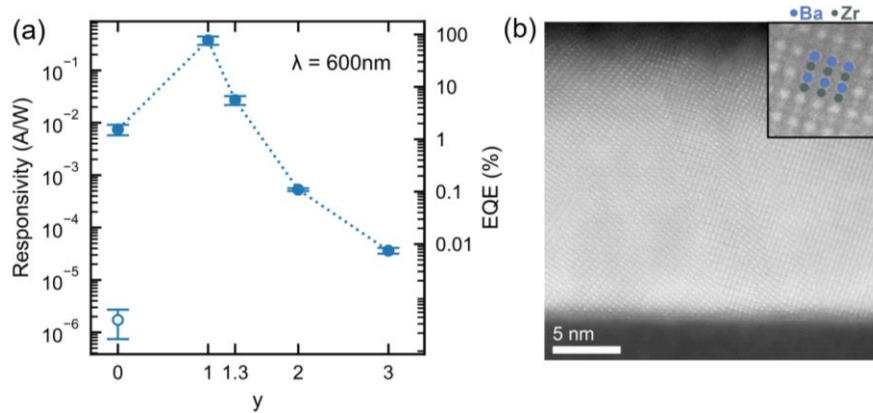 (a)
λ = 600nm
Responsivity (A/W)
10⁻¹
10⁻²
10⁻³
10⁻⁴
10⁻⁵
10⁻⁶
100
10
1
0.1
0.01
EQE (%)
0 1 1.3 2 3
y
(b)
Ba Zr
5 nm